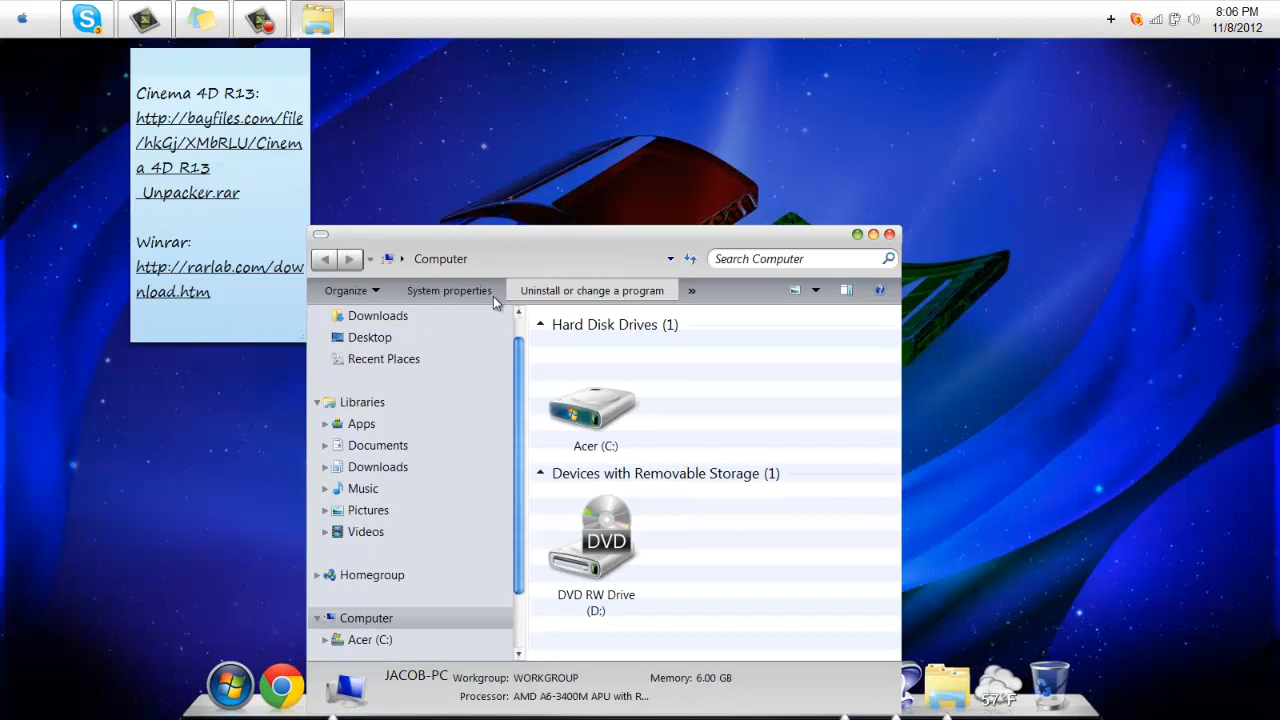 8:06 PM
11/8/2012
Cinema 4D R13:
http://bayfiles.com/file
/hkGj/XMbRLU/Cinem
a 4D R13
_Unpacker.rar
Winrar:
http://rarlab.com/dow
nload.htm
Computer
Search Computer
Organize
System properties
Uninstall or change a program
»
Downloads
Desktop
Recent Places
Libraries
Apps
Documents
Downloads
Music
Pictures
Videos
Homegroup
Computer
Acer (C:)
Hard Disk Drives (1)
Acer (C:)
Devices with Removable Storage (1)
DVD
DVD RW Drive
(D:)
JACOB-PC
Workgroup: WORKGROUP
Memory: 6.00 GB
Processor: AMD A6-3400M APU with R...
57°F